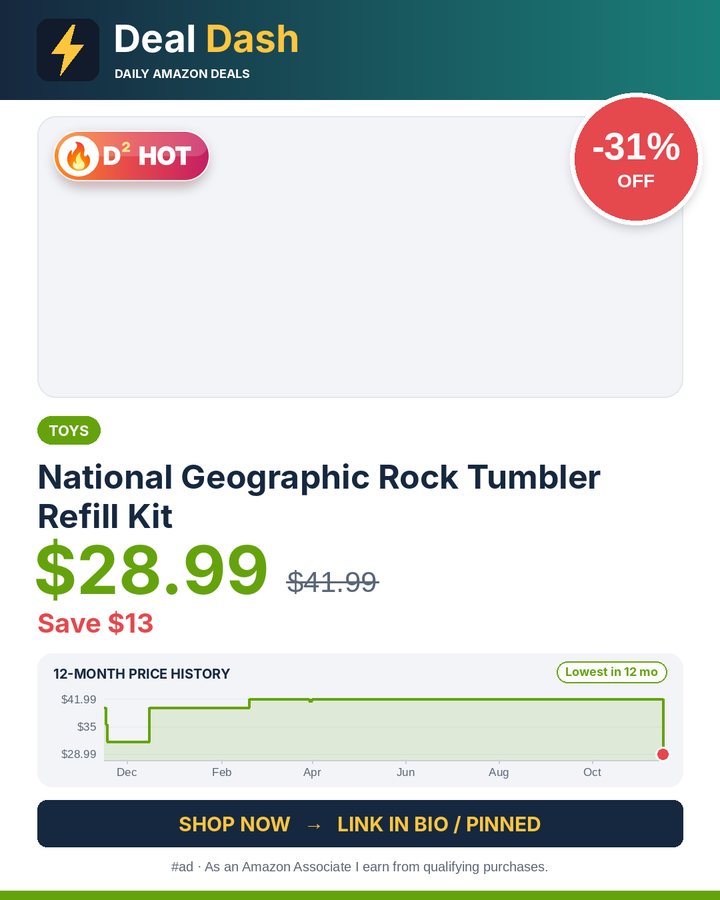 Deal Dash
DAILY AMAZON DEALS
-31%
OFF
D² HOT
TOYS
National Geographic Rock Tumbler
Refill Kit
$28.99 $41.99
Save $13
12-MONTH PRICE HISTORY
Lowest in 12 mo
$41.99
$35
$28.99
Dec Feb Apr Jun Aug Oct
SHOP NOW → LINK IN BIO / PINNED
#ad · As an Amazon Associate I earn from qualifying purchases.